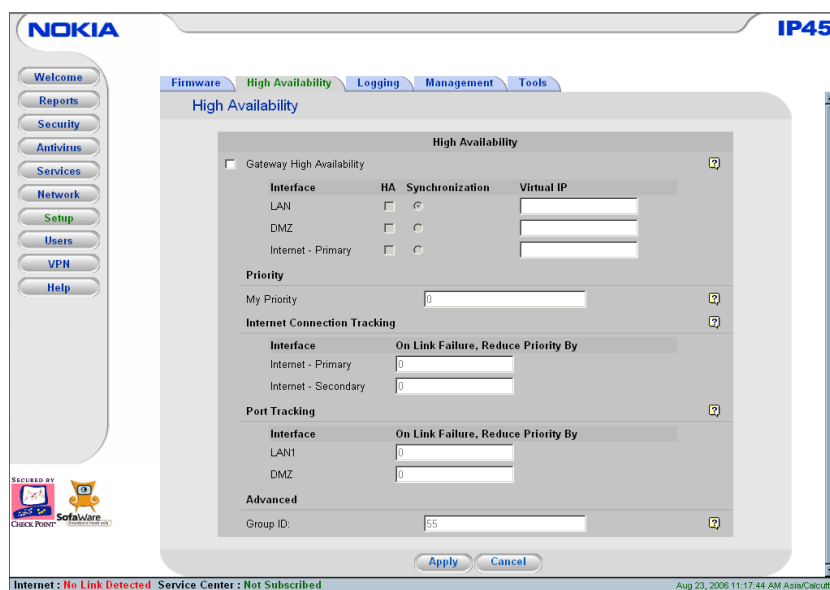 NOKIA
IP45
Welcome
Reports
Security
Antivirus
Services
Network
Setup
Users
VPN
Help
Firmware High Availability Logging Management Tools
High Availability
High Availability
Gateway High Availability
Interface HA Synchronization Virtual IP
LAN
DMZ
Internet - Primary
Priority
My Priority 0
Internet Connection Tracking
Interface On Link Failure, Reduce Priority By
Internet - Primary 0
Internet - Secondary 0
Port Tracking
Interface On Link Failure, Reduce Priority By
LAN1 0
DMZ 0
Advanced
Group ID: 55
Apply Cancel
SECURED BY
CHECK POINT
SofaWare
Internet : No Link Detected Service Center : Not Subscribed
Aug 23, 2006 11:17:44 AM Asia/Calcutt